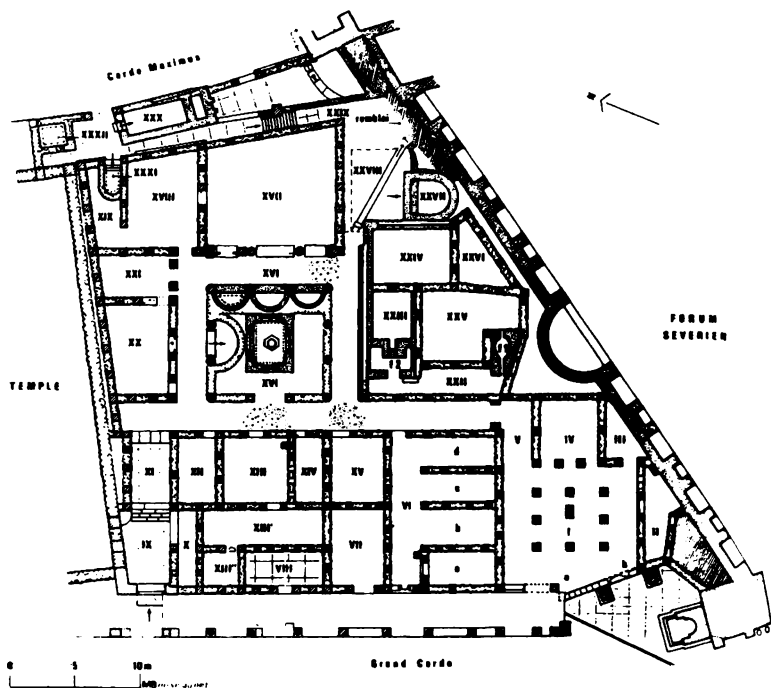 Cardo Maximus
XXX
XXXII
XXIX
remblai
XXXI
XVIII
XVII
XXVIII
XXVII
XIX
XXIV
XXVI
XXI
XVI
FORUM
SEVERIEN
XX
XXIII
XXV
f1
f2
TEMPLE
XXII
V
IV
III
d
XI
XII
XIII
XIV
XV
c
VI
IX
X
XIII'
VII
b
f
II
XIII"
VIII
a
a
b
Grand Cardo
0 5 10m